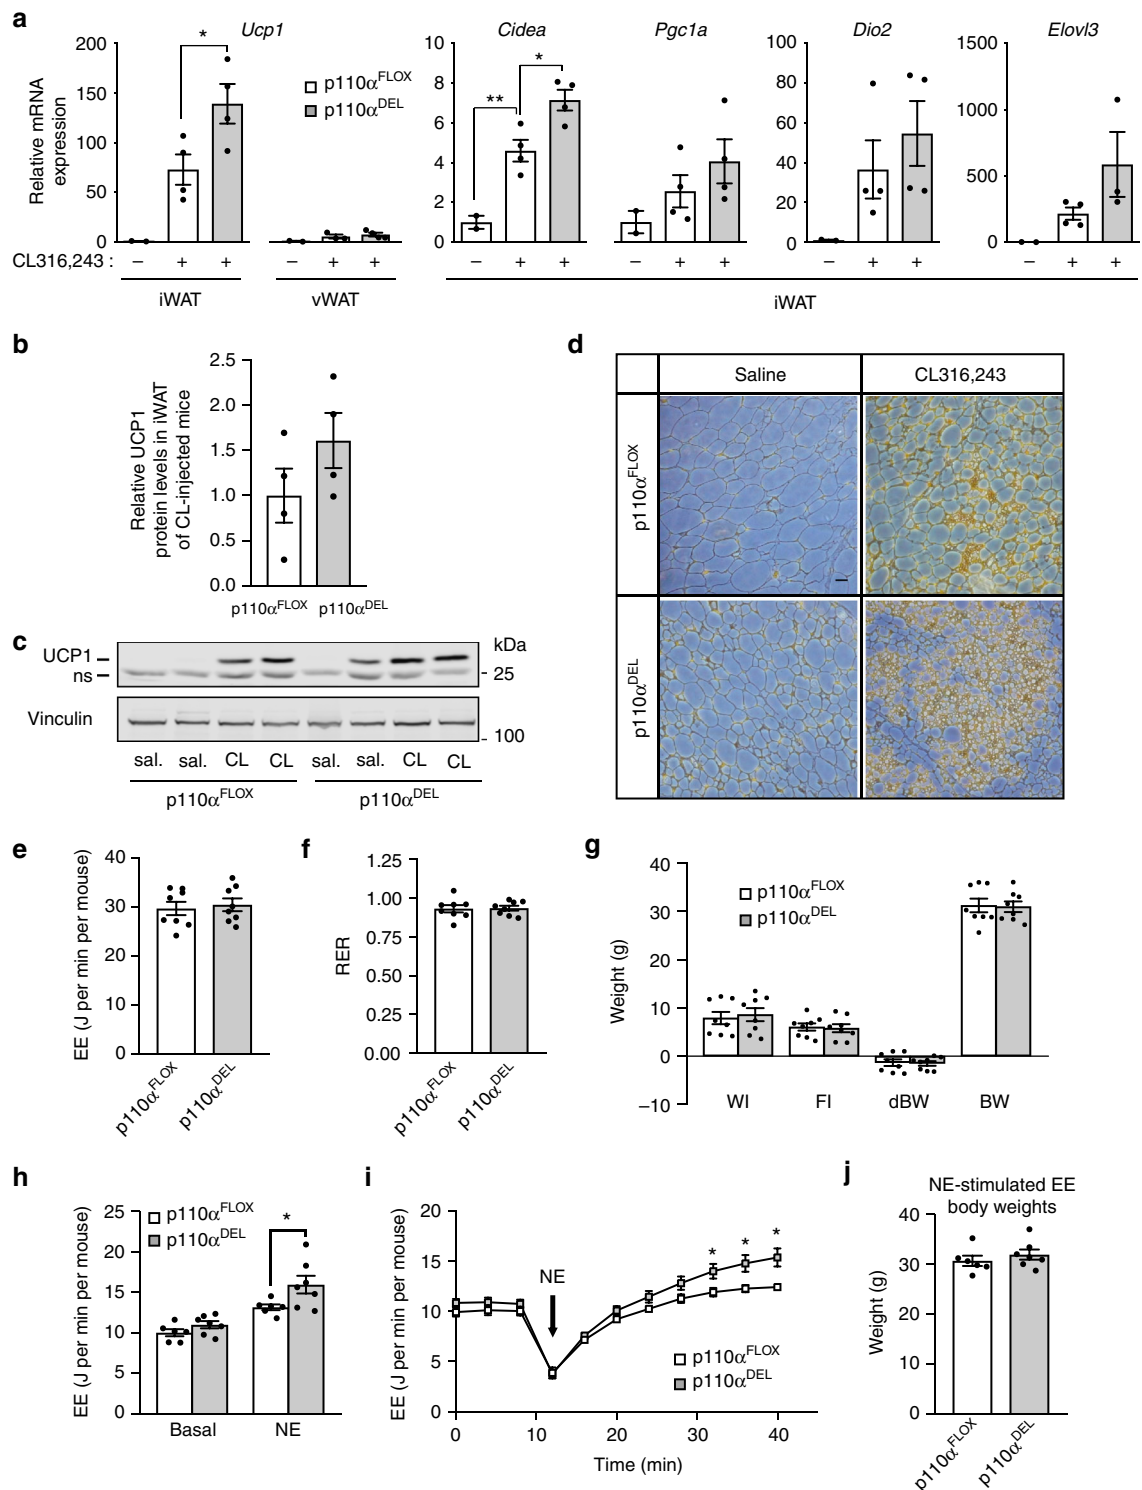 a
Ucp1
Cidea
Pgc1a
Dio2
Elovl3
Relative mRNA
expression
200
150
100
50
0
*
p110α^FLOX
p110α^DEL
10
8
6
4
2
0
**
*
100
80
60
40
20
0
1500
1000
500
0
CL316,243 :
– + + – + + – + + – + + – + + – + +
iWAT
vWAT
iWAT
b
Relative UCP1
protein levels in iWAT
of CL-injected mice
2.5
2.0
1.5
1.0
0.5
0.0
p110α^FLOX p110α^DEL
c
UCP1
ns
kDa
25
Vinculin
100
sal. sal. CL CL sal. sal. CL CL
p110α^FLOX
p110α^DEL
d
Saline
CL316,243
p110α^FLOX
p110α^DEL
e
EE (J per min per mouse)
40
30
20
10
0
p110α^FLOX
p110α^DEL
f
RER
1.25
1.00
0.75
0.50
0.25
0.00
p110α^FLOX
p110α^DEL
g
Weight (g)
40
30
20
10
0
–10
p110α^FLOX
p110α^DEL
WI FI dBW BW
h
EE (J per min per mouse)
25
20
15
10
5
0
p110α^FLOX
p110α^DEL
*
Basal NE
i
EE (J per min per mouse)
20
15
10
5
0
NE
* * *
p110α^FLOX
p110α^DEL
0 10 20 30 40
Time (min)
j
NE-stimulated EE
body weights
Weight (g)
40
30
20
10
0
p110α^FLOX
p110α^DEL